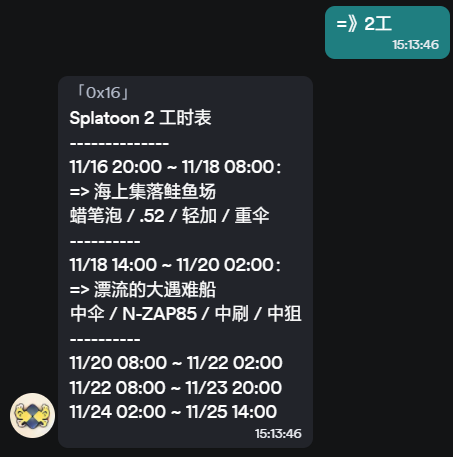 =》2工
15:13:46
「0x16」
Splatoon 2 工时表
--------------
11/16 20:00 ~ 11/18 08:00：
=> 海上集落鲑鱼场
蜡笔泡 / .52 / 轻加 / 重伞
----------
11/18 14:00 ~ 11/20 02:00：
=> 漂流的大遇难船
中伞 / N-ZAP85 / 中刷 / 中狙
----------
11/20 08:00 ~ 11/22 02:00
11/22 08:00 ~ 11/23 20:00
11/24 02:00 ~ 11/25 14:00
15:13:46